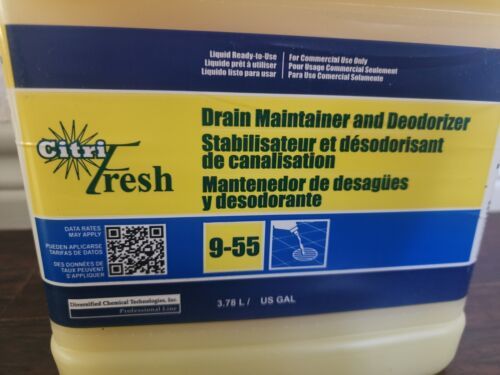 Liquid Ready-to-Use
Liquide prêt à utiliser
Líquido listo para usar
For Commercial Use Only
Pour Usage Commercial Seulement
Para Uso Comercial Solomente
Citri
Fresh
Drain Maintainer and Deodorizer
Stabilisateur et désodorisant
de canalisation
Mantenedor de desagües
y desodorante
DATA RATES
MAY APPLY
PUEDEN APLICARSE
TARIFAS DE DATOS
DES DONNÉES DE
TAUX PEUVENT
S'APPLIQUER
9-55
Diversified Chemical Technologies, Inc.
Professional Line
3.78 L / US GAL